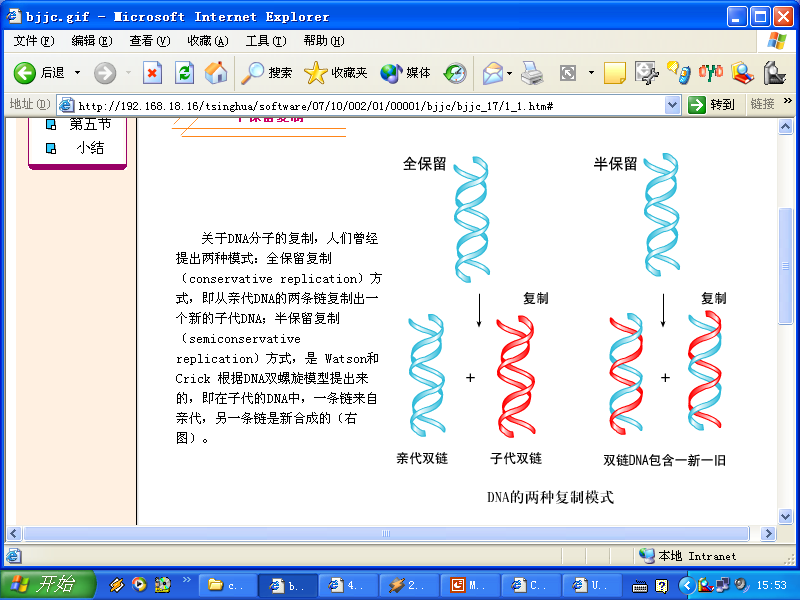 bjjc.gif - Microsoft Internet Explorer
文件(F) 编辑(E) 查看(V) 收藏(A) 工具(T) 帮助(H)
后退 搜索 收藏夹 媒体
地址(D) http://192.168.18.16/tsinghua/software/07/10/002/01/00001/bjjc/bjjc_17/1_1.htm# 转到 链接 »
第五节
小结
半保留复制
全保留
半保留
关于DNA分子的复制，人们曾经
提出两种模式：全保留复制
（conservative replication）方
式，即从亲代DNA的两条链复制出一
个新的子代DNA；半保留复制
（semiconservative
replication）方式，是 Watson和
Crick 根据DNA双螺旋模型提出来
的，即在子代的DNA中，一条链来自
亲代，另一条链是新合成的（右
图）。
复制
复制
+
+
亲代双链
子代双链
双链DNA包含一新一旧
DNA的两种复制模式
本地 Intranet
开始 » c.. b.. 4.. 2.. M.. C.. U.. 15:53